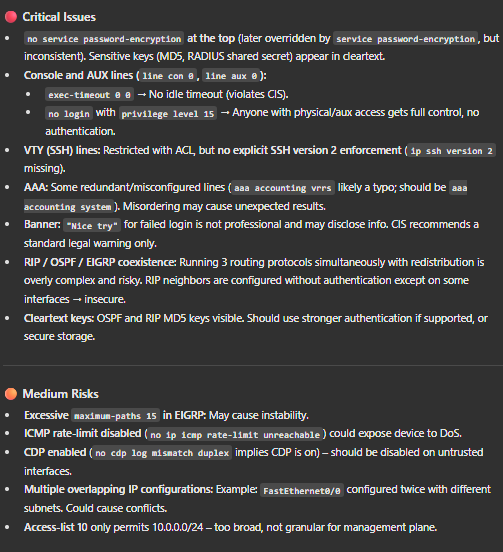 Critical Issues
no service password-encryption at the top (later overridden by service password-encryption, but
inconsistent). Sensitive keys (MD5, RADIUS shared secret) appear in cleartext.
Console and AUX lines (line con 0, line aux 0):
exec-timeout 0 0 → No idle timeout (violates CIS).
no login with privilege level 15 → Anyone with physical/aux access gets full control, no
authentication.
VTY (SSH) lines: Restricted with ACL, but no explicit SSH version 2 enforcement (ip ssh version 2
missing).
AAA: Some redundant/misconfigured lines (aaa accounting vrrs likely a typo; should be aaa
accounting system). Misordering may cause unexpected results.
Banner: "Nice try" for failed login is not professional and may disclose info. CIS recommends a
standard legal warning only.
RIP / OSPF / EIGRP coexistence: Running 3 routing protocols simultaneously with redistribution is
overly complex and risky. RIP neighbors are configured without authentication except on some
interfaces → insecure.
Cleartext keys: OSPF and RIP MD5 keys visible. Should use stronger authentication if supported, or
secure storage.
Medium Risks
Excessive maximum-paths 15 in EIGRP: May cause instability.
ICMP rate-limit disabled (no ip icmp rate-limit unreachable) could expose device to DoS.
CDP enabled (no cdp log mismatch duplex implies CDP is on) – should be disabled on untrusted
interfaces.
Multiple overlapping IP configurations: Example: FastEthernet0/0 configured twice with different
subnets. Could cause conflicts.
Access-list 10 only permits 10.0.0.0/24 – too broad, not granular for management plane.